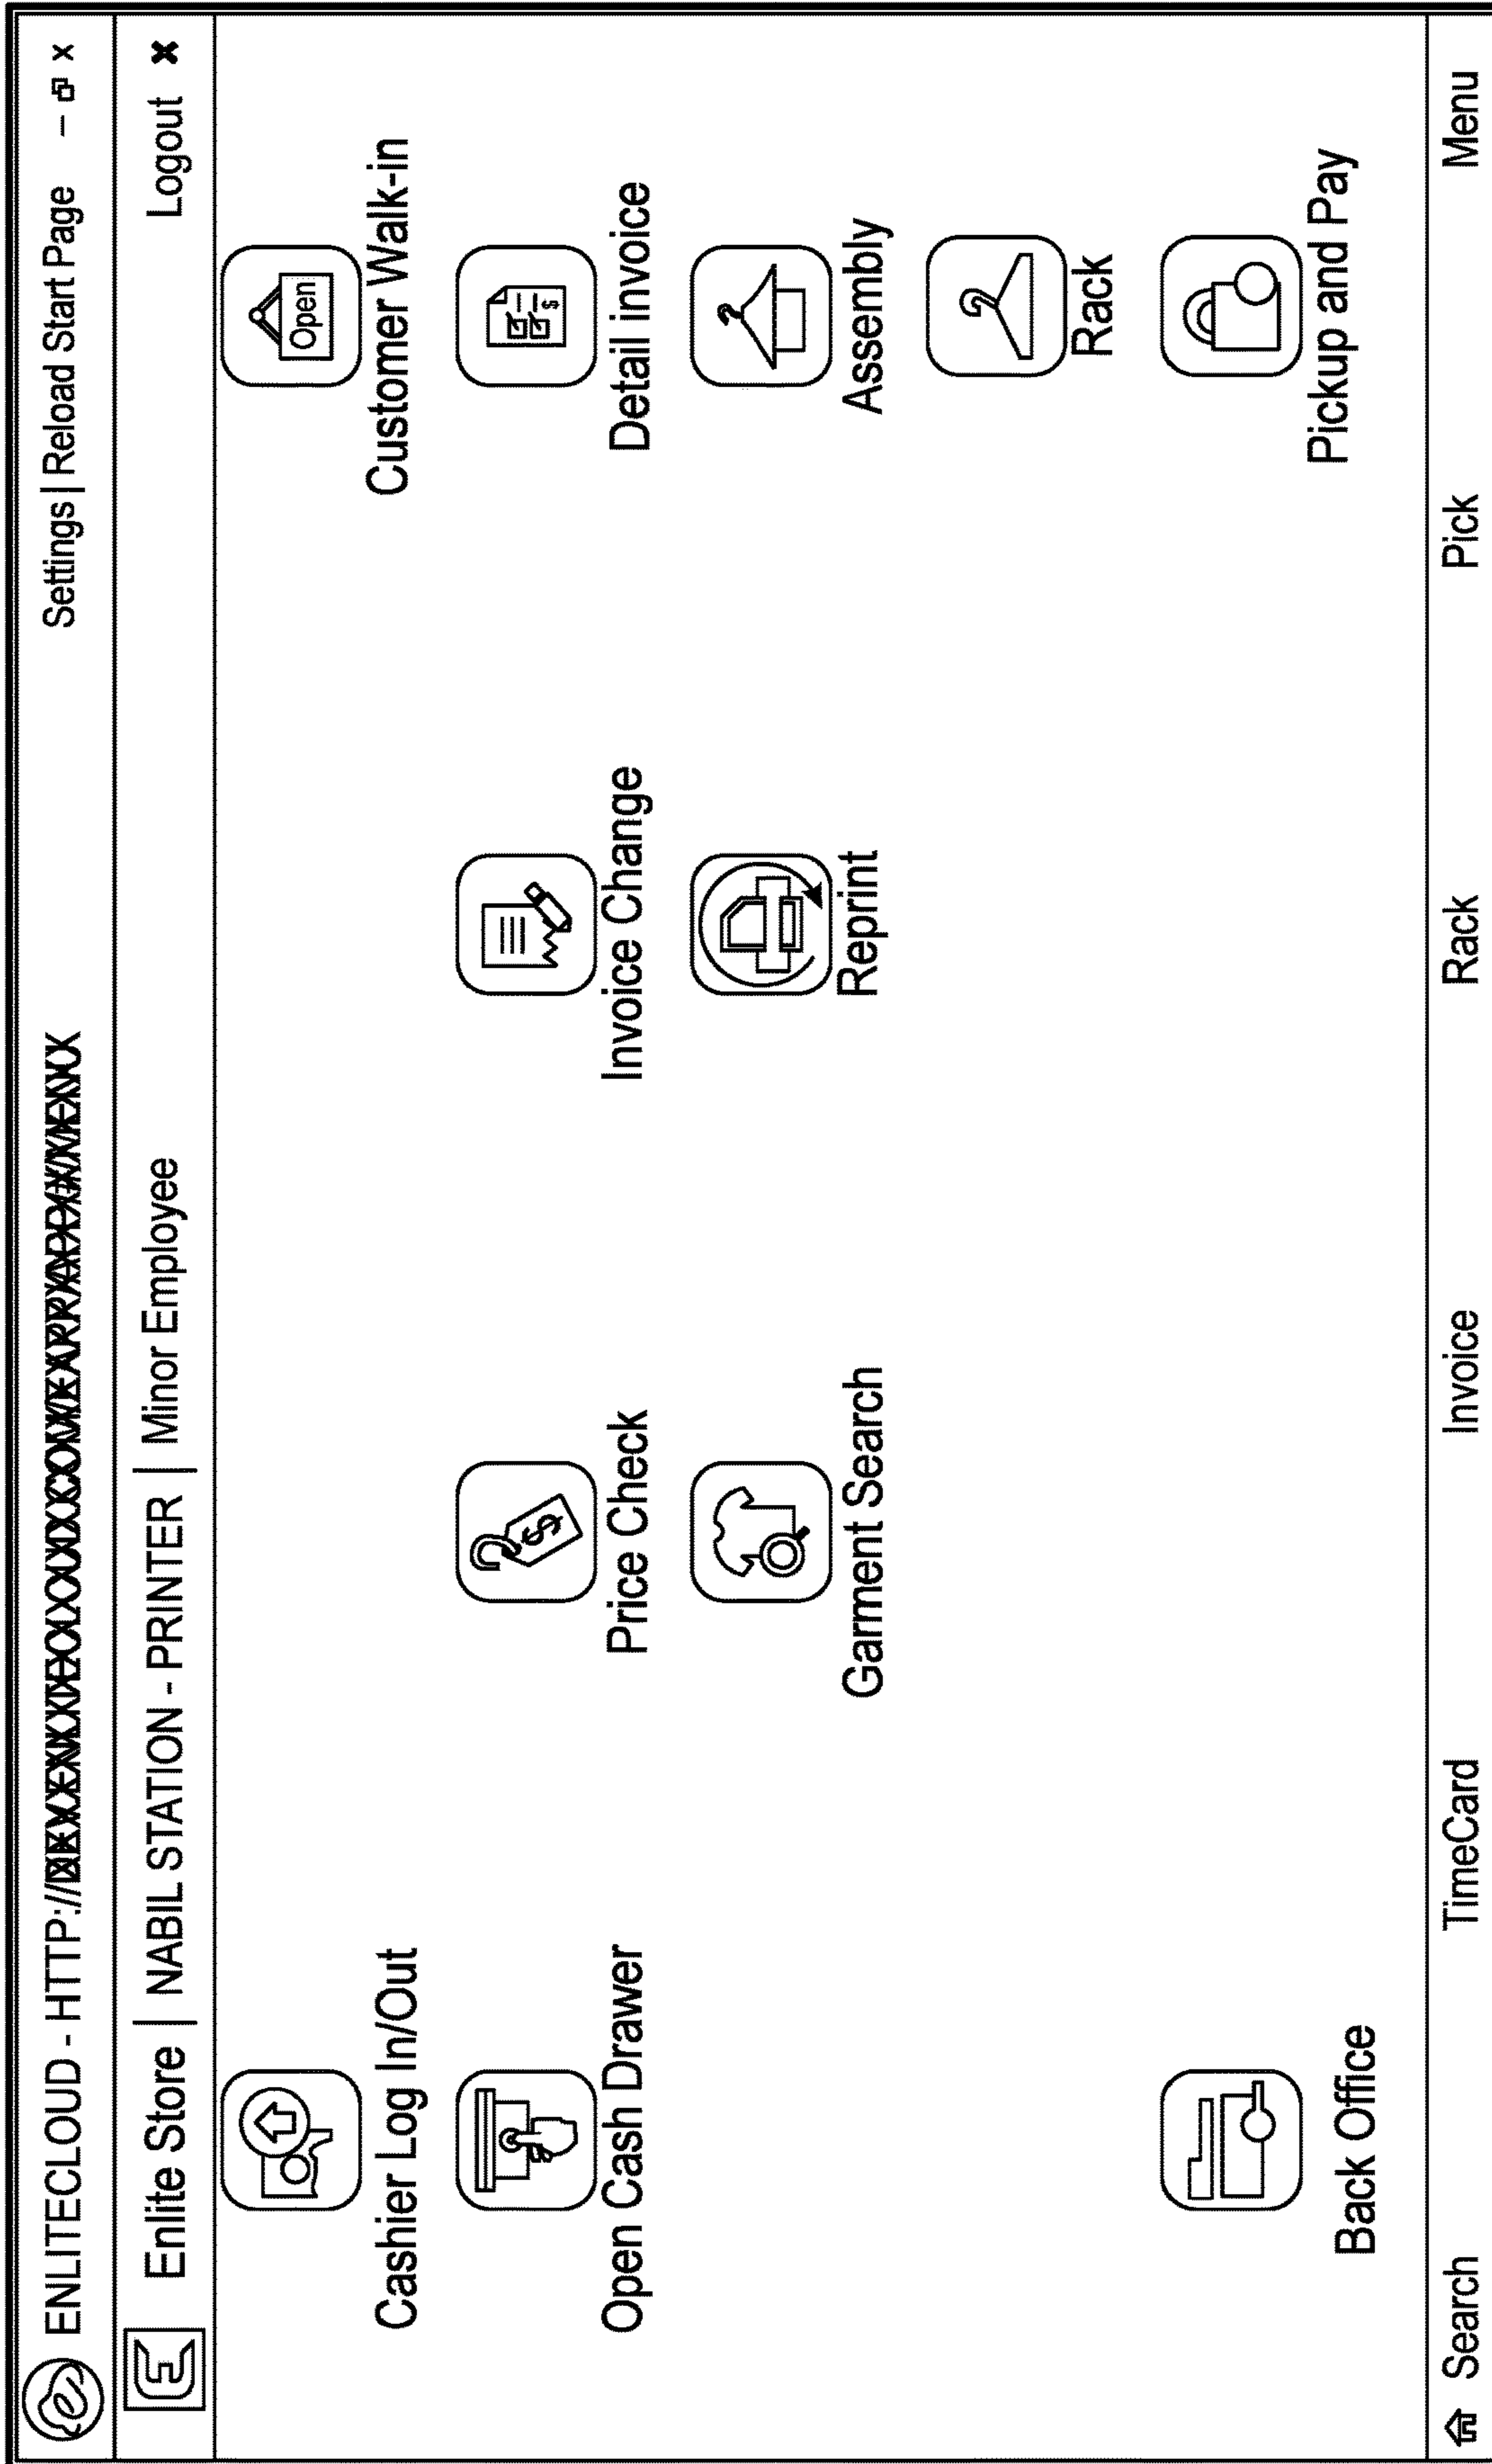 ENLITECLOUD - HTTP:// Settings | Reload Start Page
Enlite Store | NABIL STATION - PRINTER | Minor Employee Logout
Open
Cashier Log In/Out Customer Walk-in
$ $
Open Cash Drawer Price Check Invoice Change Detail invoice
Garment Search Reprint Assembly
Rack
Back Office Pickup and Pay
Search TimeCard Invoice Rack Pick Menu